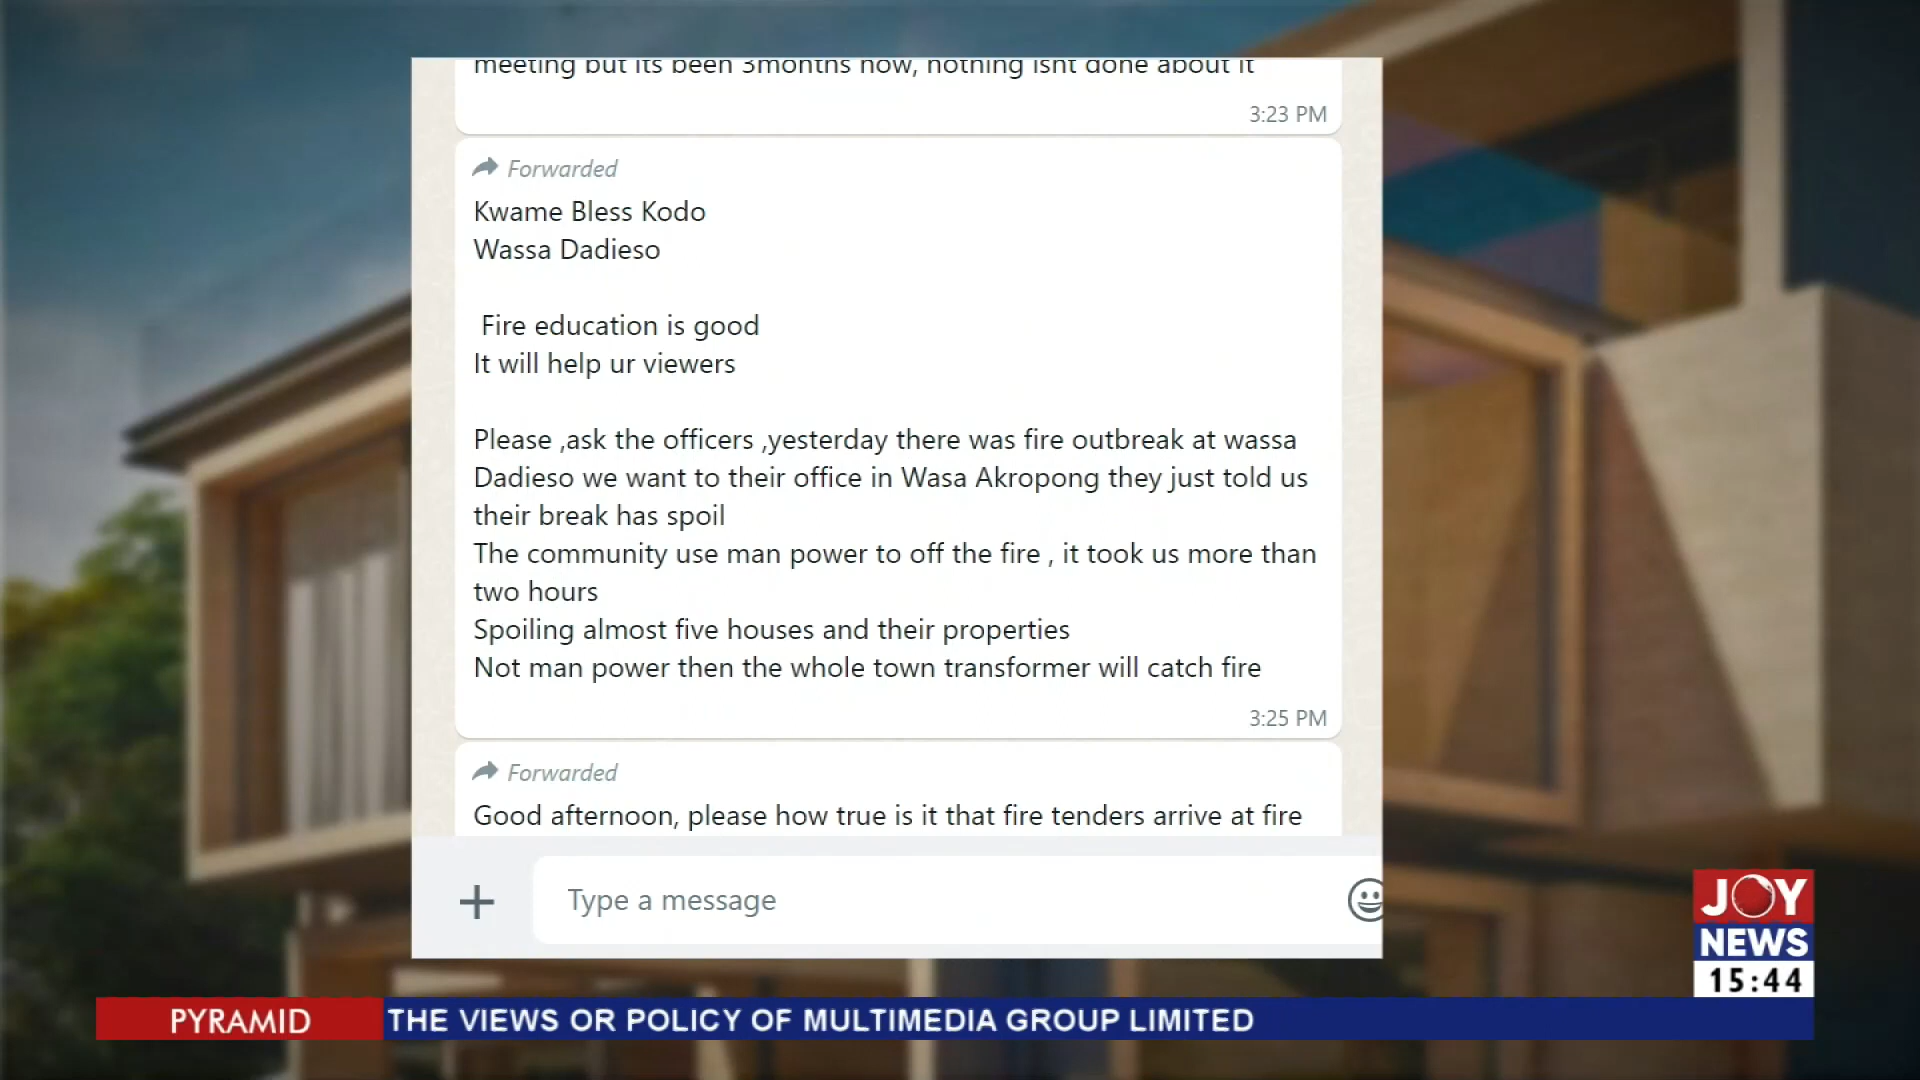 meeting but its been 3months now, nothing isnt done about it
3:23 PM
Forwarded
Kwame Bless Kodo
Wassa Dadieso
Fire education is good
It will help ur viewers
Please ,ask the officers ,yesterday there was fire outbreak at wassa
Dadieso we want to their office in Wasa Akropong they just told us
their break has spoil
The community use man power to off the fire , it took us more than
two hours
Spoiling almost five houses and their properties
Not man power then the whole town transformer will catch fire
3:25 PM
Forwarded
Good afternoon, please how true is it that fire tenders arrive at fire
Type a message
JOY
NEWS
15:44
PYRAMID THE VIEWS OR POLICY OF MULTIMEDIA GROUP LIMITED